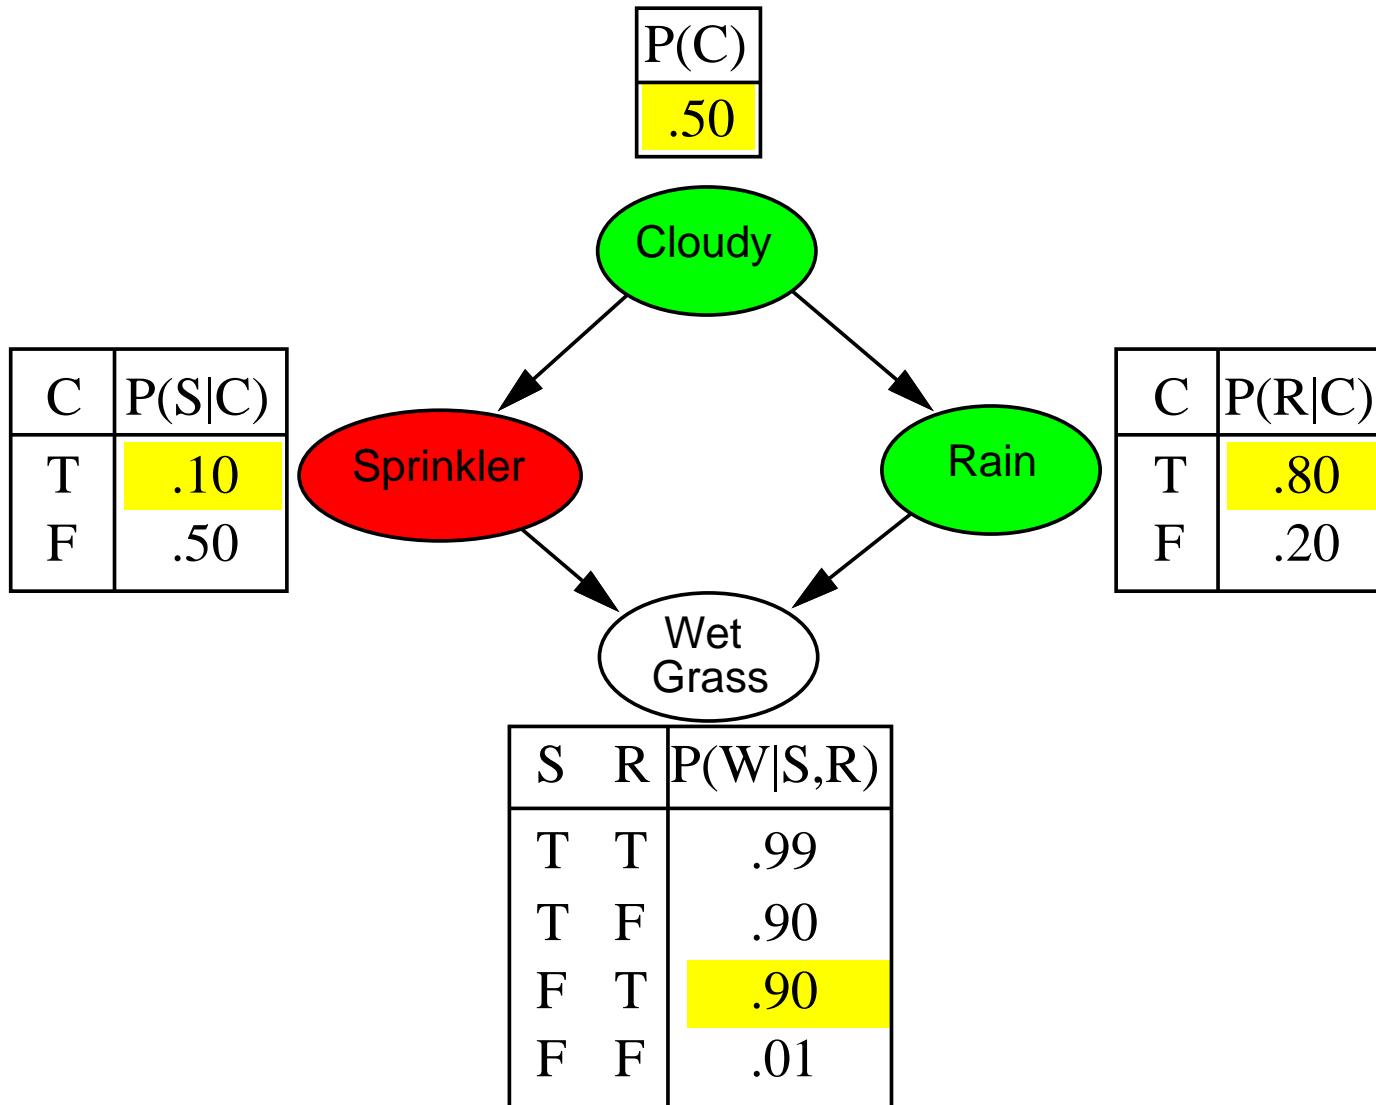 P(C)
.50
Cloudy
C P(S|C)
T .10
F .50
Sprinkler
Rain
C P(R|C)
T .80
F .20
Wet
Grass
S R P(W|S,R)
T T .99
T F .90
F T .90
F F .01